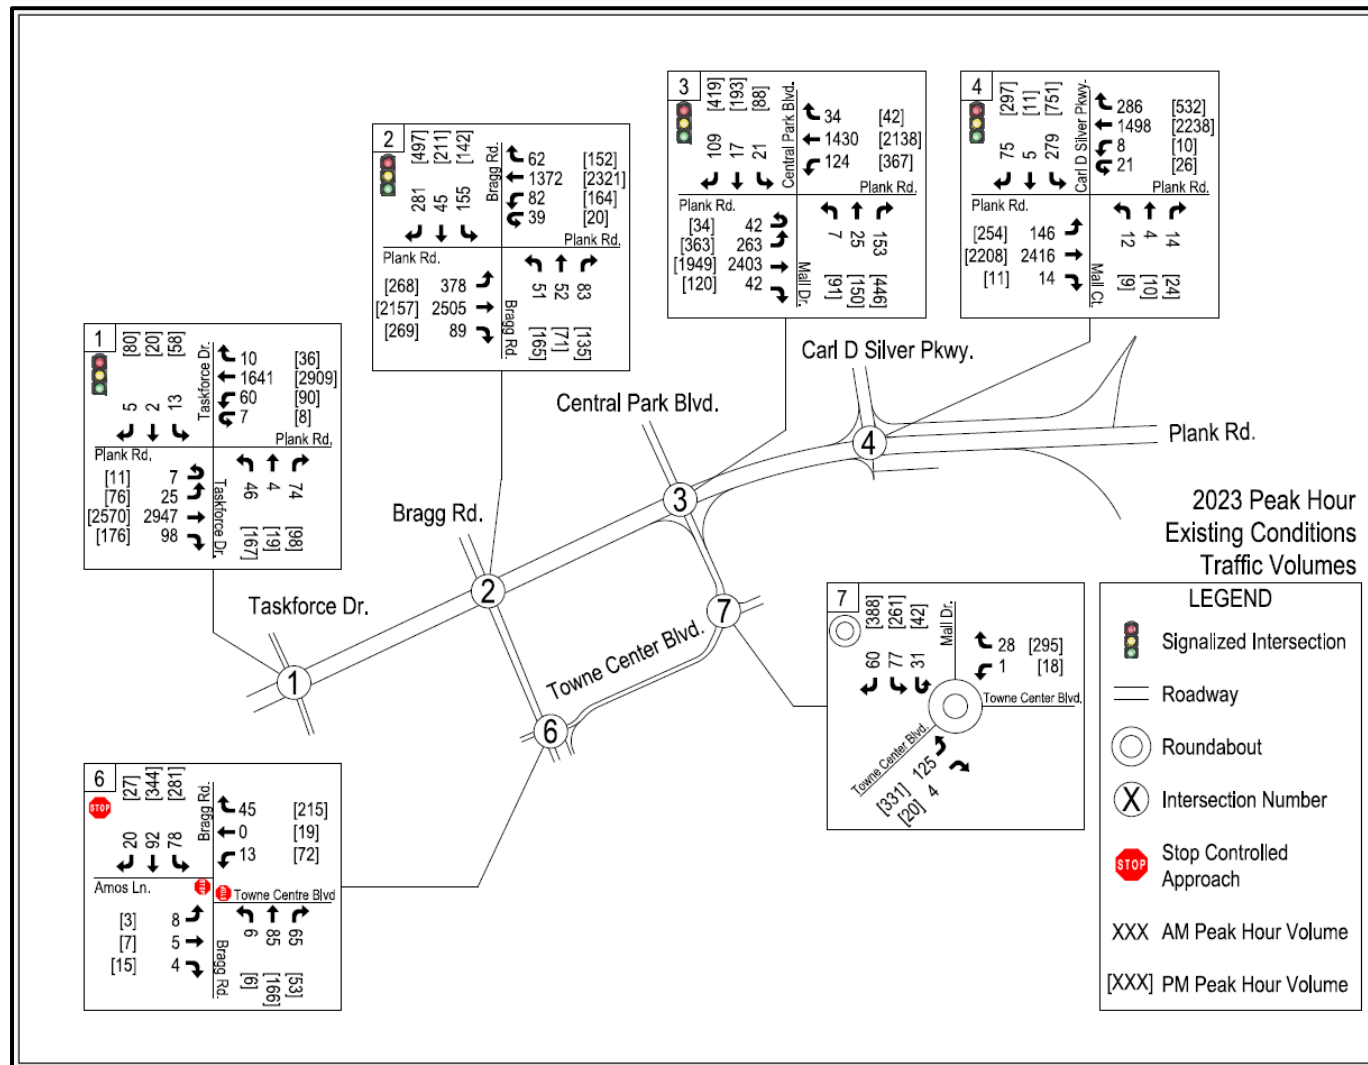 3
[419]
[193]
[88]
109
17
21
Central Park Blvd.
34 [42]
1430 [2138]
124 [367]
Plank Rd.
Plank Rd.
[34] 42
[363] 263
[1949] 2403
[120] 42
Mall Dr.
7
25
153
[91]
[150]
[446]
4
[297]
[11]
[751]
75
5
279
Carl D Silver Pkwy.
286 [532]
1498 [2238]
8 [10]
21 [26]
Plank Rd.
Plank Rd.
[254] 146
[2208] 2416
[11] 14
Mall Ct.
12
4
14
[9]
[10]
[24]
2
[497]
[211]
[142]
281
45
155
Bragg Rd.
62 [152]
1372 [2321]
82 [164]
39 [20]
Plank Rd.
Plank Rd.
[268] 378
[2157] 2505
[269] 89
Bragg Rd.
51
52
83
[165]
[71]
[135]
1
[80]
[20]
[58]
5
2
13
Taskforce Dr.
10 [36]
1641 [2909]
60 [90]
7 [8]
Plank Rd.
Plank Rd.
[11] 7
[76] 25
[2570] 2947
[176] 98
Taskforce Dr.
46
4
74
[167]
[19]
[98]
Carl D Silver Pkwy.
Central Park Blvd.
4
Plank Rd.
3
Bragg Rd.
2
Taskforce Dr.
7
Towne Center Blvd.
1
6
2023 Peak Hour
Existing Conditions
Traffic Volumes
7
[388]
[261]
[42]
60
77
31
Mall Dr.
28 [295]
1 [18]
Towne Center Blvd.
Towne Center Blvd.
125
4
[331]
[20]
6
STOP
[27]
[344]
[281]
20
92
78
Bragg Rd.
45 [215]
0 [19]
13 [72]
Amos Ln.
STOP
STOP
Towne Centre Blvd
[3] 8
[7] 5
[15] 4
Bragg Rd.
6
85
65
[6]
[166]
[53]
LEGEND
Signalized Intersection
Roadway
Roundabout
X Intersection Number
STOP Stop Controlled
Approach
XXX AM Peak Hour Volume
[XXX] PM Peak Hour Volume